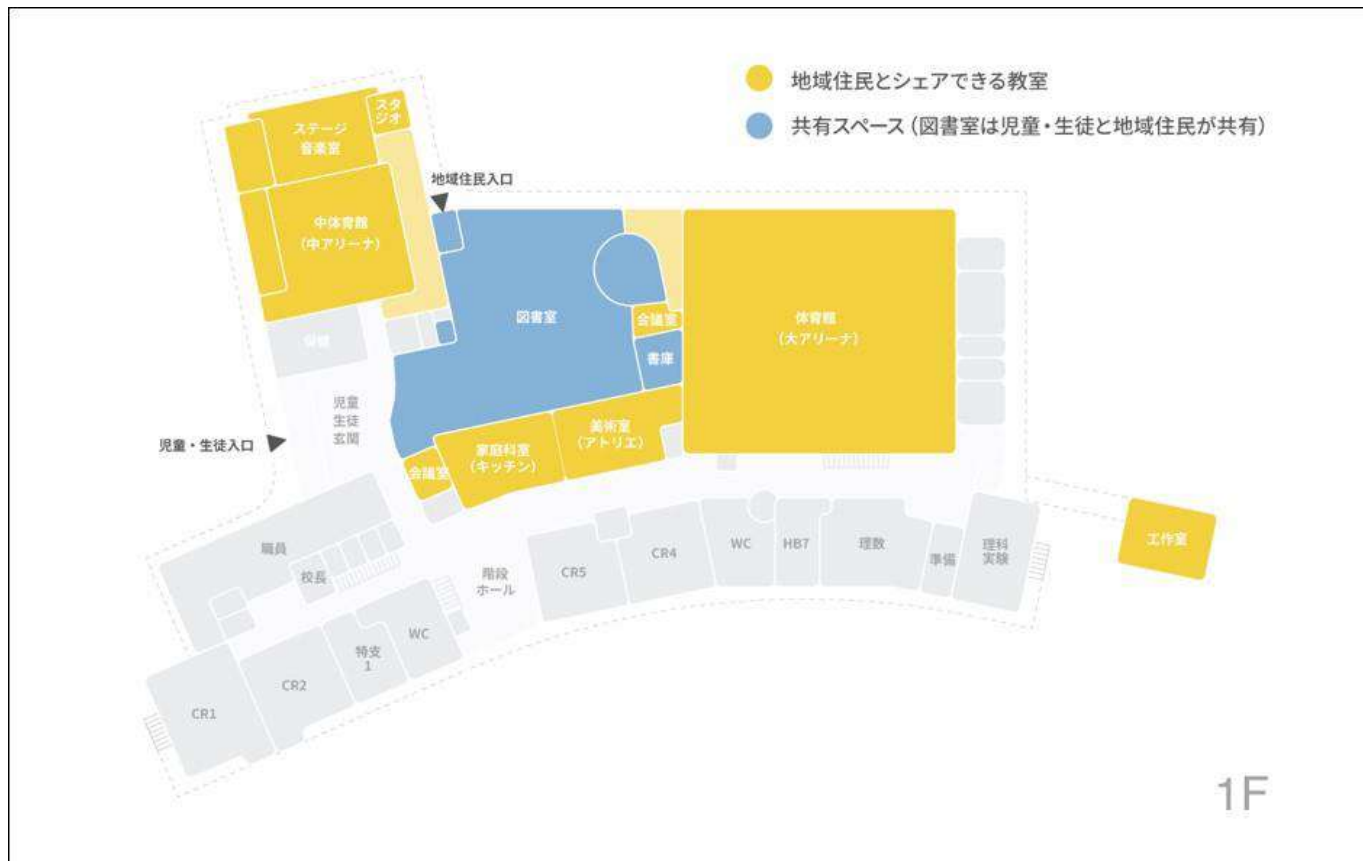 地域住民とシェアできる教室
共有スペース（図書室は児童・生徒と地域住民が共有）
スタ
ジオ
ステージ
音楽室
地域住民入口
中体育館
（中アリーナ）
図書室
会議室
体育館
（大アリーナ）
保健
書庫
児童
生徒
玄関
児童・生徒入口
美術室
（アトリエ）
家庭科室
（キッチン）
会議室
工作室
職員
校長
階段
ホール
CR5
CR4
WC
HB7
理数
準備
理科
実験
WC
特支
1
CR2
CR1
1F